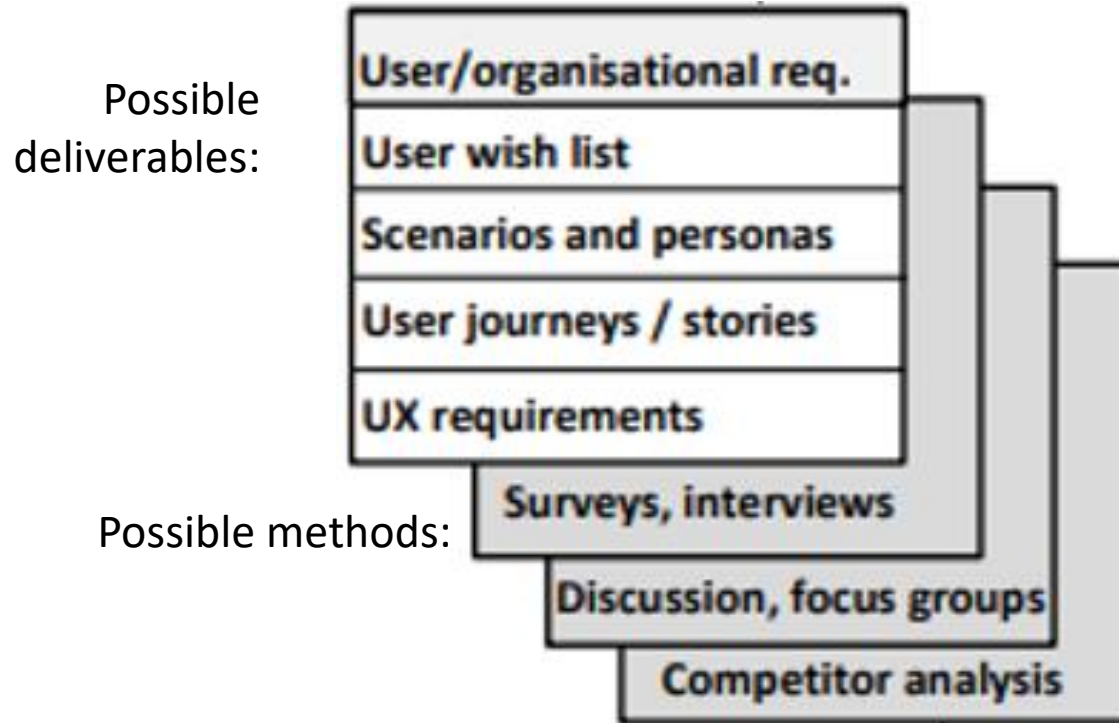 Possible
deliverables:
User/organisational req.
User wish list
Scenarios and personas
User journeys / stories
UX requirements
Possible methods:
Surveys, interviews
Discussion, focus groups
Competitor analysis